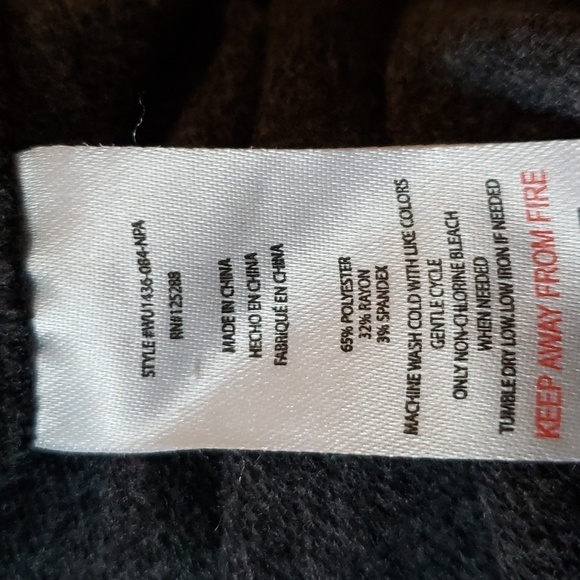 STYLE #WU1436-084-NPA
RN#125288
MADE IN CHINA
HECHO EN CHINA
FABRIQUÉ EN CHINA
65% POLYESTER
32% RAYON
3% SPANDEX
MACHINE WASH COLD WITH LIKE COLORS
GENTLE CYCLE
ONLY NON-CHLORINE BLEACH
WHEN NEEDED
TUMBLE DRY LOW, LOW IRON IF NEEDED
KEEP AWAY FROM FIRE